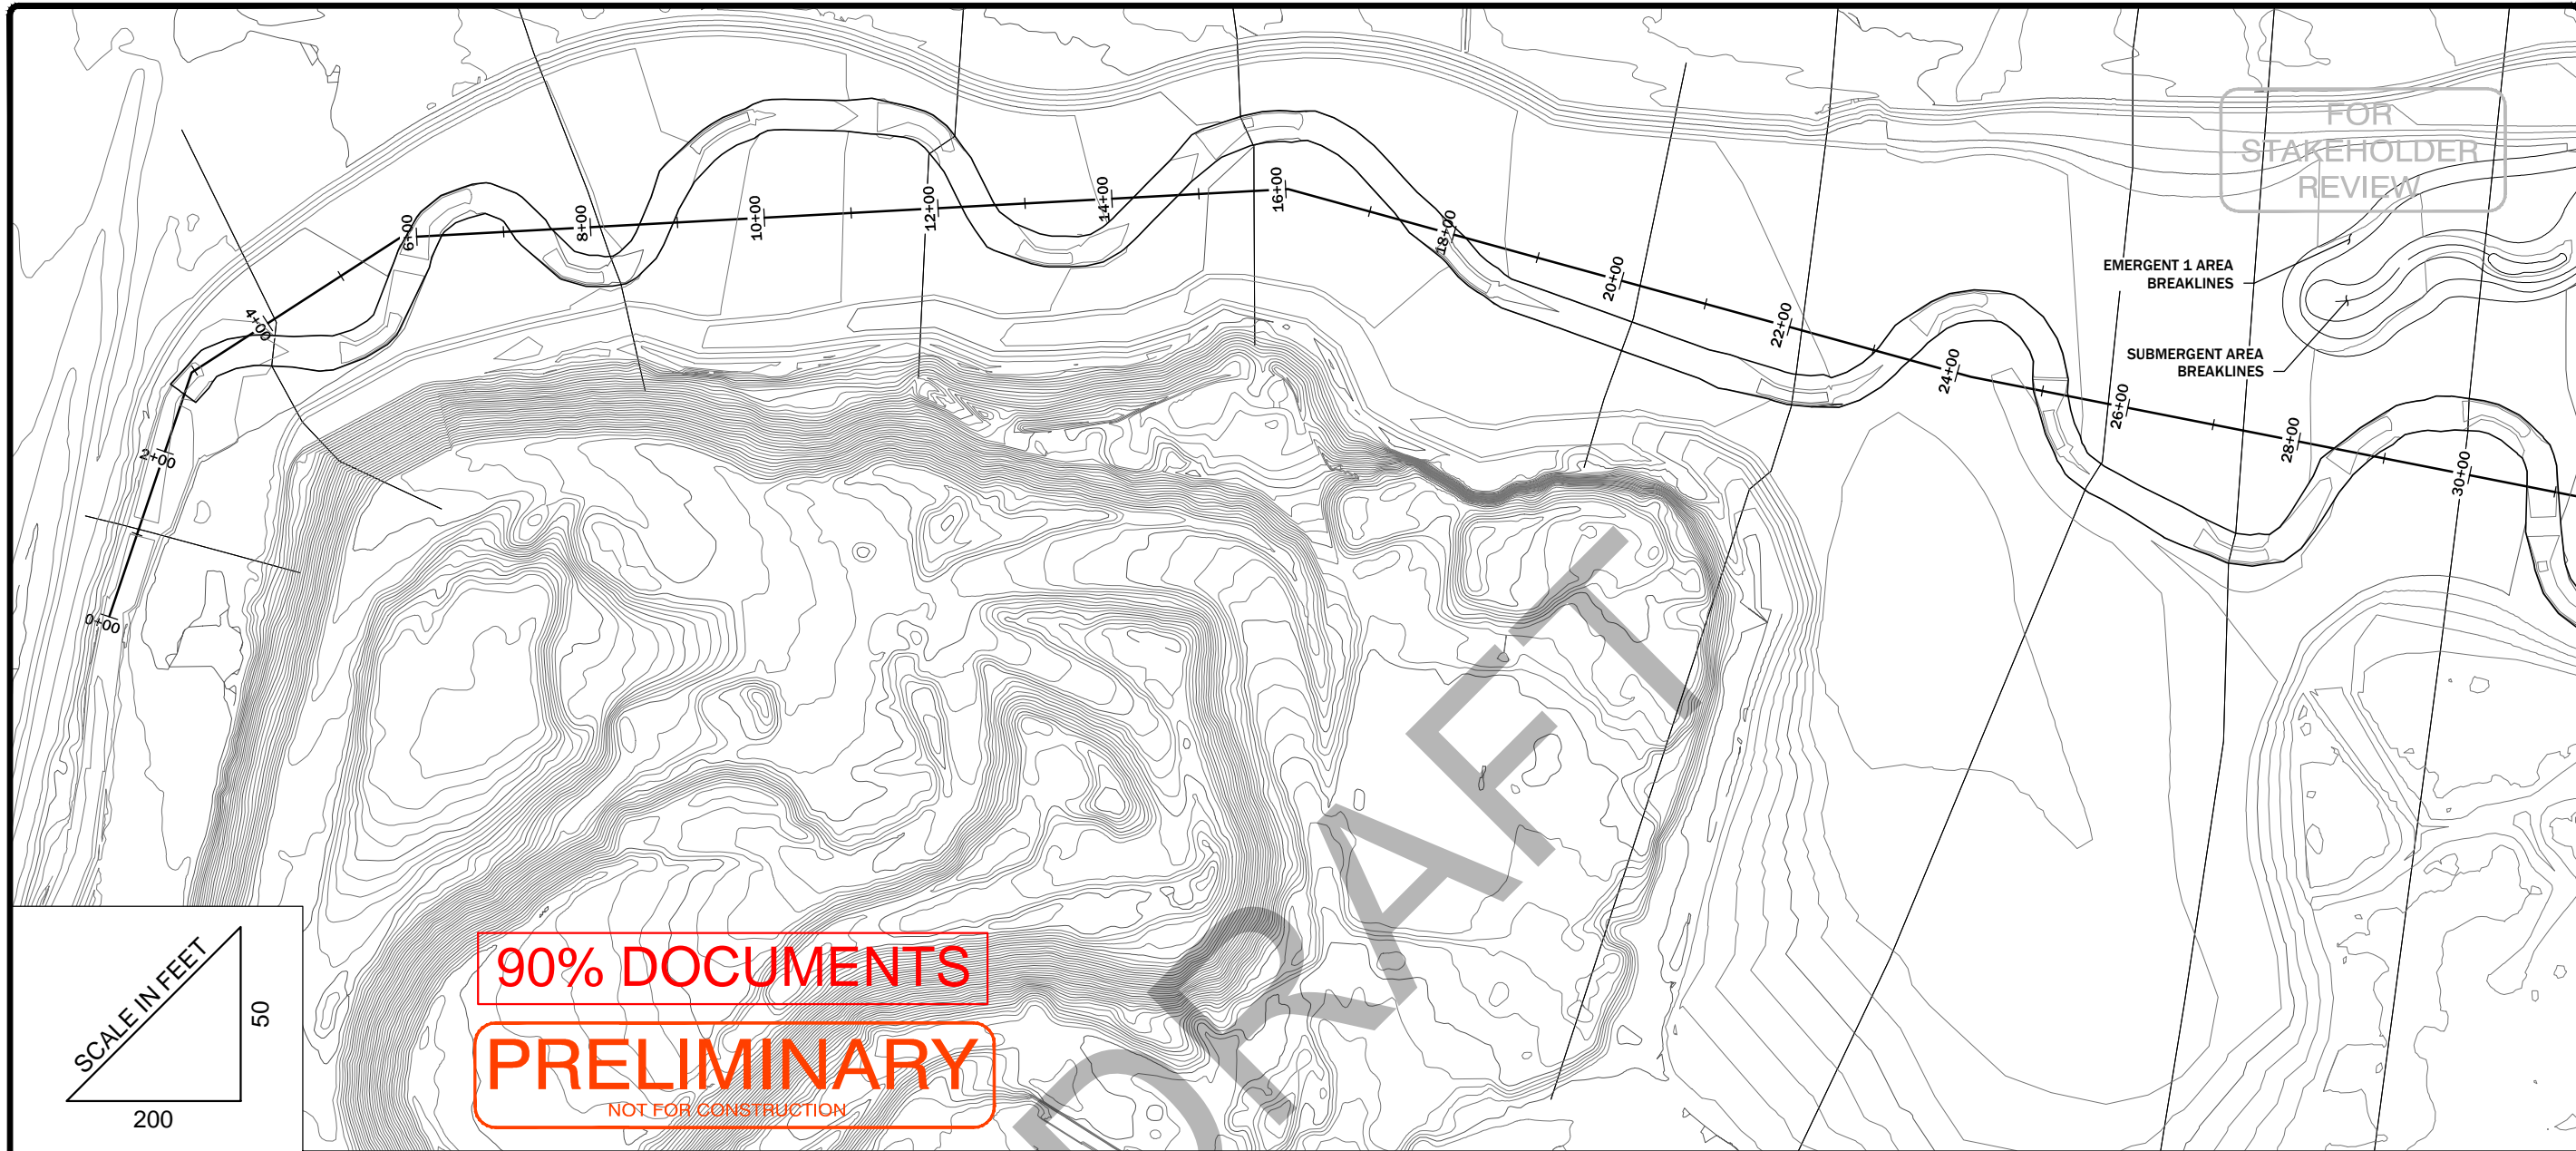 FOR
STAKEHOLDER
REVIEW
EMERGENT 1 AREA
BREAKLINES
SUBMERGENT AREA
BREAKLINES
0+00
2+00
4+00
6+00
8+00
10+00
12+00
14+00
16+00
18+00
20+00
22+00
24+00
26+00
28+00
30+00
DRAFT
90% DOCUMENTS
PRELIMINARY
NOT FOR CONSTRUCTION
SCALE IN FEET
50
200